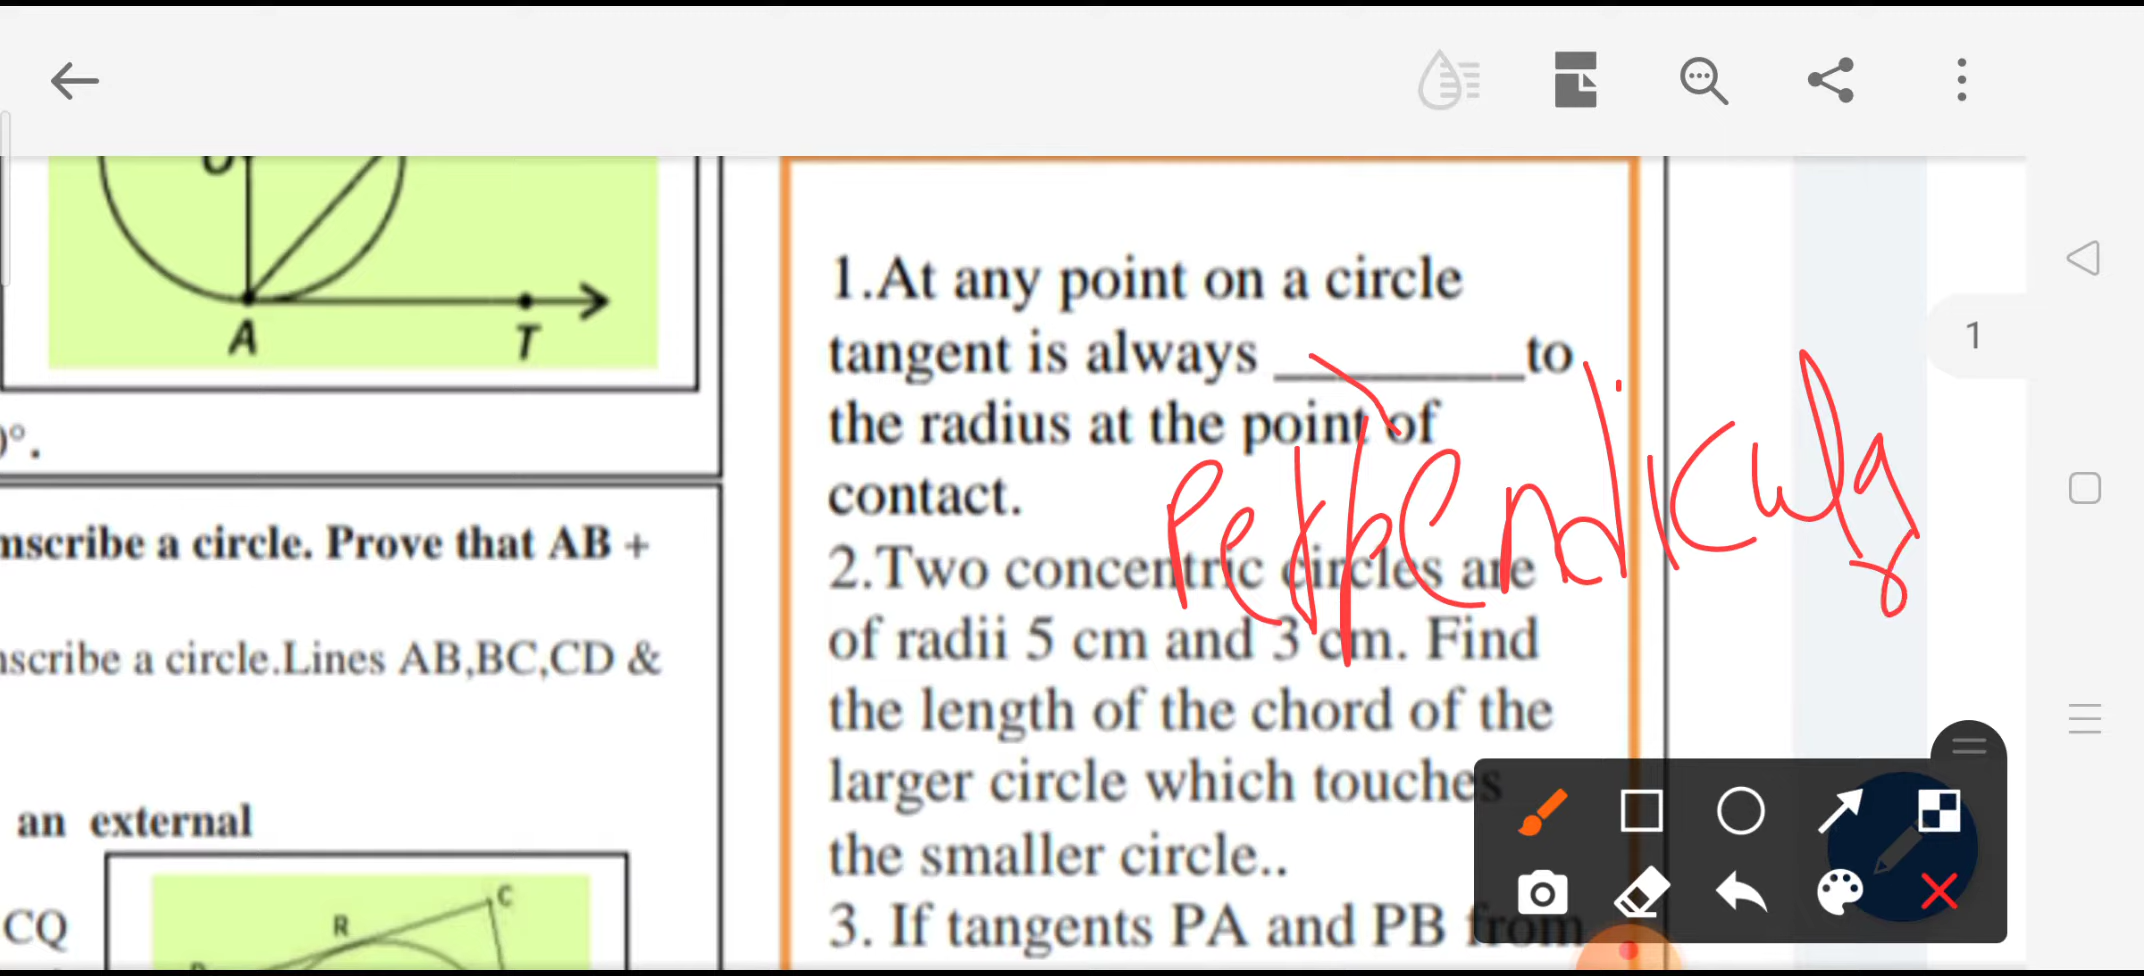 A
T
)°.
mscribe a circle. Prove that AB +
nscribe a circle.Lines AB,BC,CD &
an external
CQ
R
C
1.At any point on a circle
tangent is always ________to
the radius at the point of
contact.
Perpendicular
2.Two concentric circles are
of radii 5 cm and 3 cm. Find
the length of the chord of the
larger circle which touches
the smaller circle..
3. If tangents PA and PB from
1